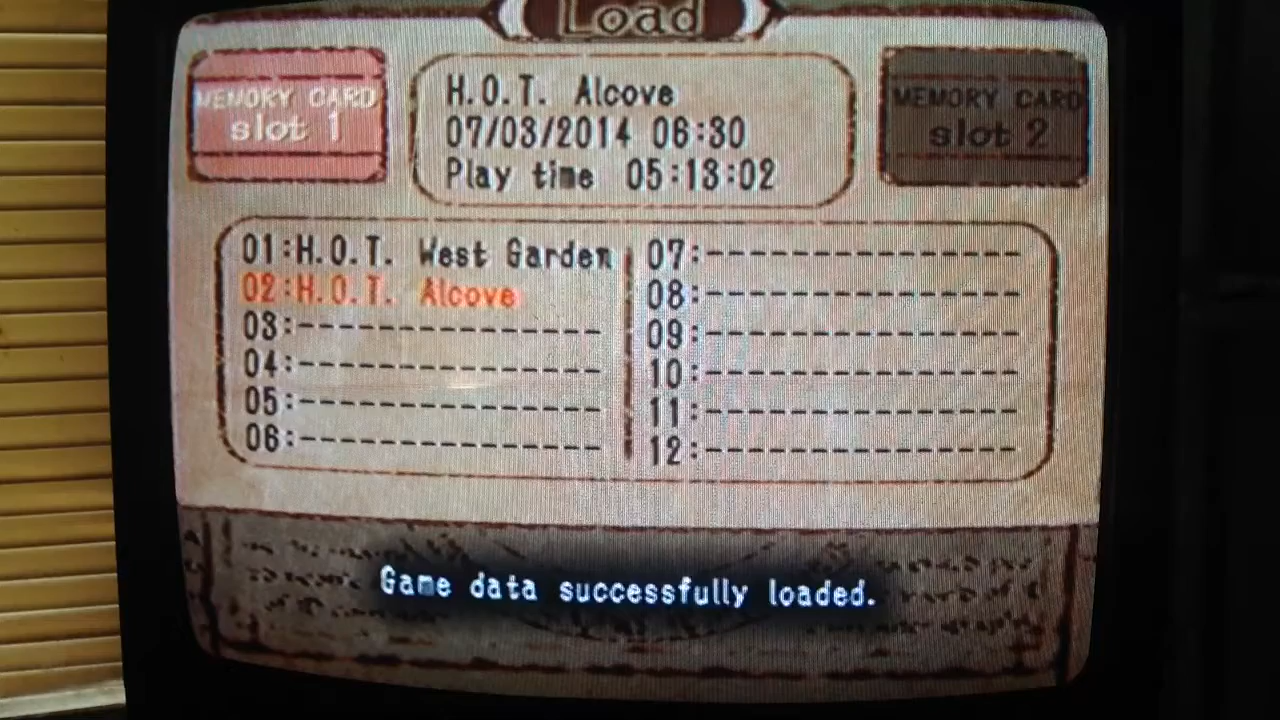 Load
MEMORY CARD
slot 1
H.O.T. Alcove
07/03/2014 06:30
Play time 05:13:02
MEMORY CARD
slot 2
01:H.O.T. West Garden
02:H.O.T. Alcove
03:---------------
04:---------------
05:---------------
06:---------------
07:---------------
08:---------------
09:---------------
10:---------------
11:---------------
12:---------------
Game data successfully loaded.